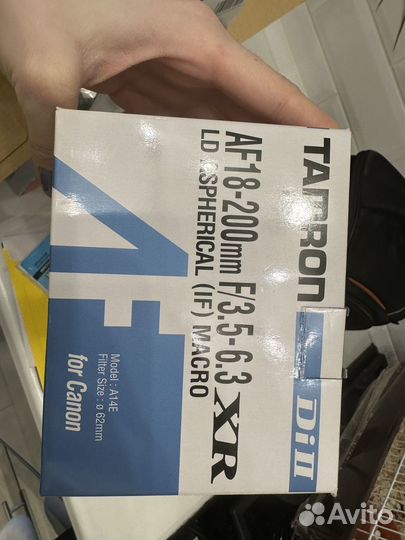 TAMRON Di II
AF18-200mm F/3.5-6.3 XR
LD ASPHERICAL (IF) MACRO
Model : A14E
Filter Size : ø 62mm
for Canon
Avito